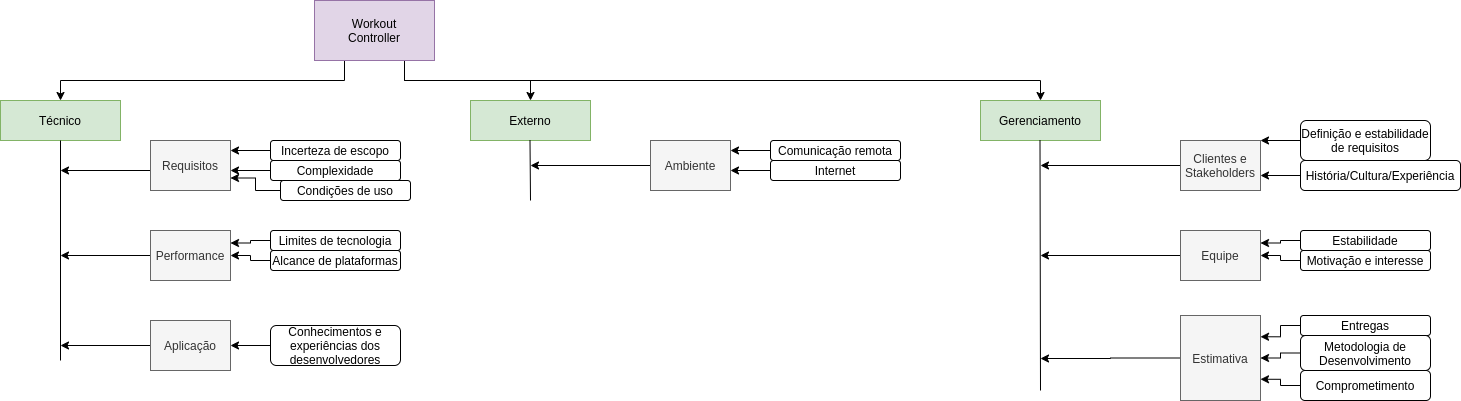 Workout
Controller
Técnico
Externo
Gerenciamento
Requisitos
Incerteza de escopo
Complexidade
Condições de uso
Performance
Limites de tecnologia
Alcance de plataformas
Aplicação
Conhecimentos e
experiências dos
desenvolvedores
Ambiente
Comunicação remota
Internet
Clientes e
Stakeholders
Definição e estabilidade
de requisitos
História/Cultura/Experiência
Equipe
Estabilidade
Motivação e interesse
Estimativa
Entregas
Metodologia de
Desenvolvimento
Comprometimento